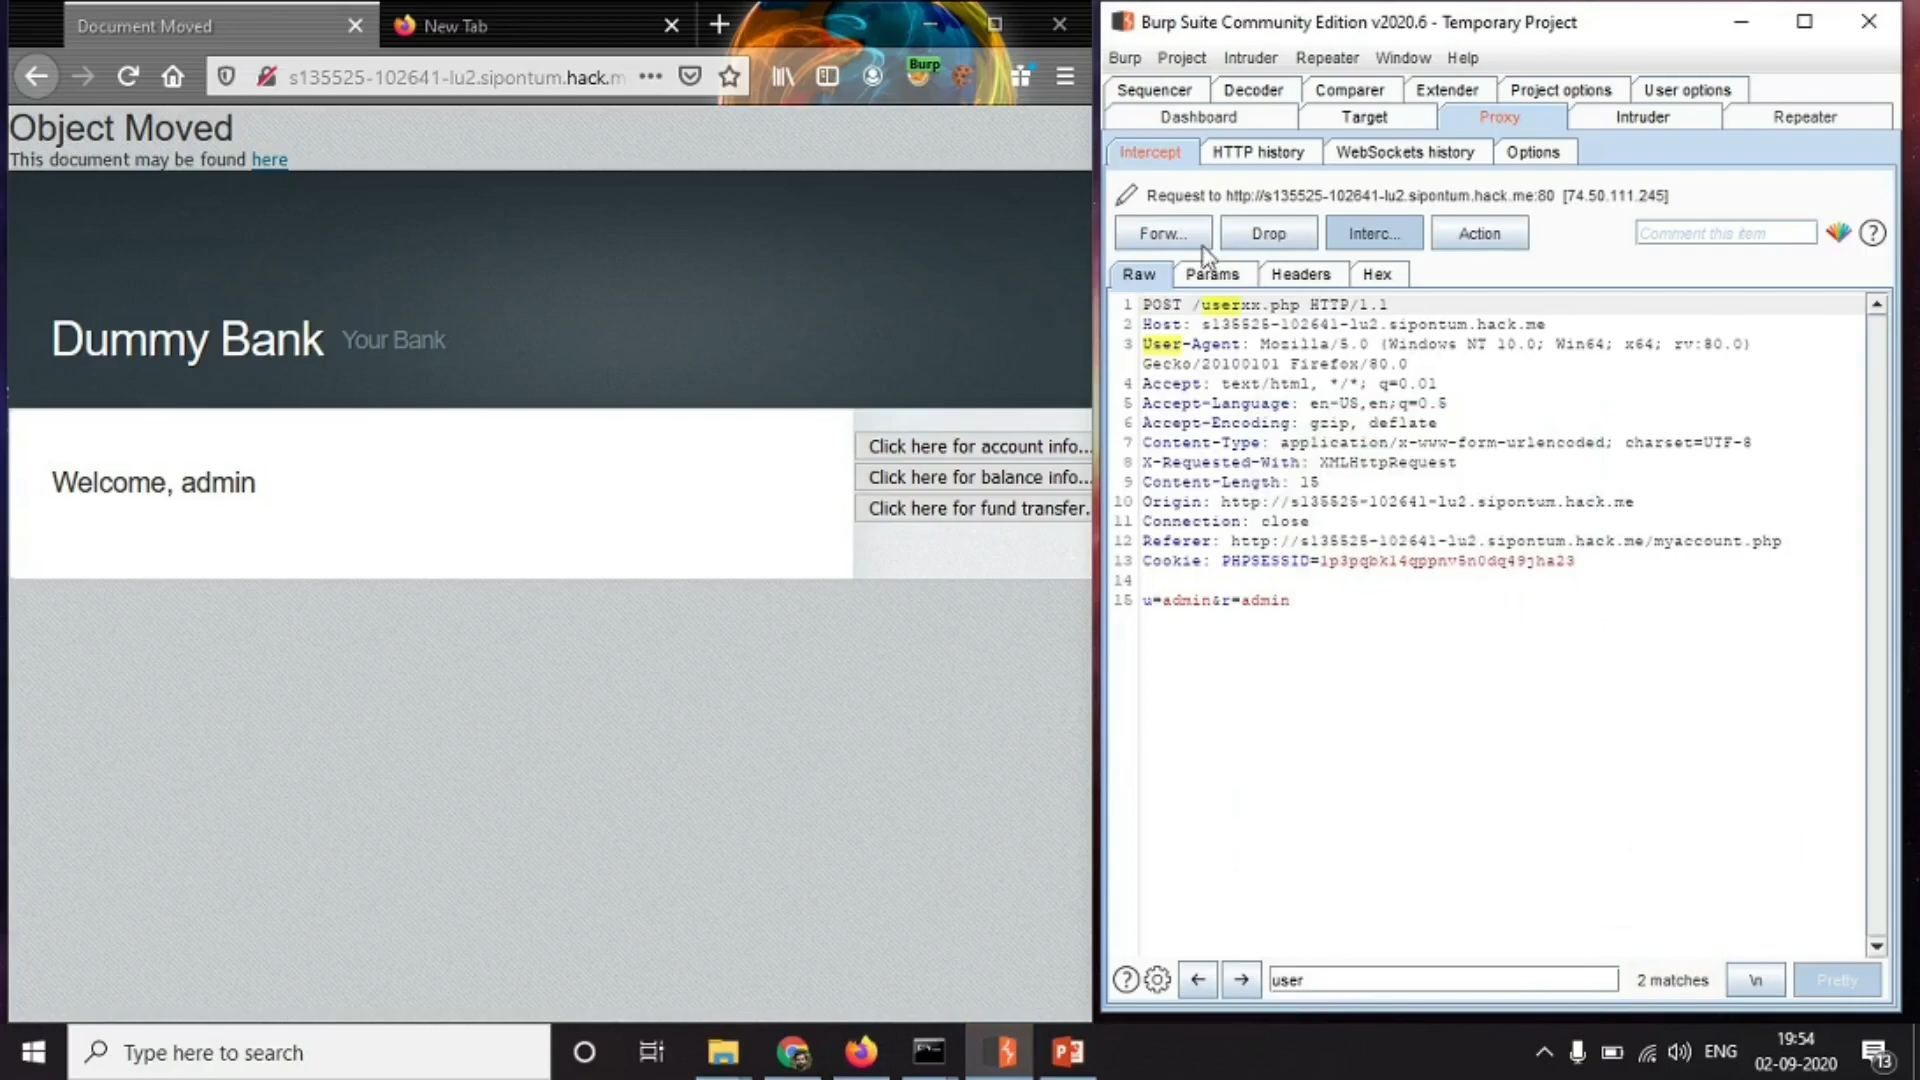 Document Moved
New Tab
s135525-102641-lu2.sipontum.hack.m
Burp
Object Moved
This document may be found here
Dummy Bank Your Bank
Welcome, admin
Click here for account info...
Click here for balance info...
Click here for fund transfer.
Burp Suite Community Edition v2020.6 - Temporary Project
Burp Project Intruder Repeater Window Help
Sequencer Decoder Comparer Extender Project options User options
Dashboard Target Proxy Intruder Repeater
Intercept HTTP history WebSockets history Options
Request to http://s135525-102641-lu2.sipontum.hack.me:80 [74.50.111.245]
Forw... Drop Interc... Action Comment this item ?
Raw Params Headers Hex
1 POST /userxx.php HTTP/1.1
2 Host: s135525-102641-lu2.sipontum.hack.me
3 User-Agent: Mozilla/5.0 (Windows NT 10.0; Win64; x64; rv:80.0)
Gecko/20100101 Firefox/80.0
4 Accept: text/html, */*; q=0.01
5 Accept-Language: en-US,en;q=0.5
6 Accept-Encoding: gzip, deflate
7 Content-Type: application/x-www-form-urlencoded; charset=UTF-8
8 X-Requested-With: XMLHttpRequest
9 Content-Length: 15
10 Origin: http://s135525-102641-lu2.sipontum.hack.me
11 Connection: close
12 Referer: http://s135525-102641-lu2.sipontum.hack.me/myaccount.php
13 Cookie: PHPSESSID=1p3pqbkl4qppnv5n0dq49jha23
14
15 u=admin&r=admin
? user 2 matches \n Pretty
Type here to search
ENG
19:54
02-09-2020
13